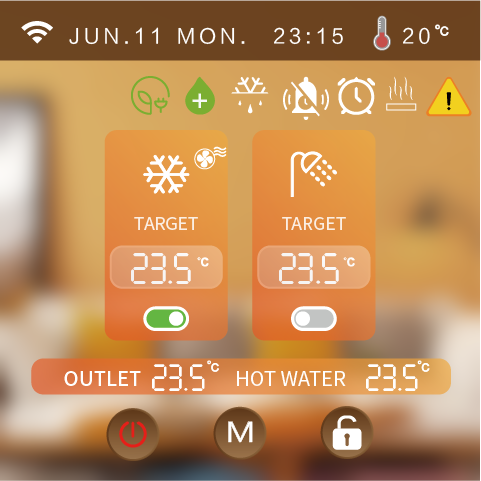 JUN.11 MON. 23:15 20℃
!
TARGET TARGET
23.5 ℃ 23.5 ℃
OUTLET 23.5℃ HOT WATER 23.5℃
M